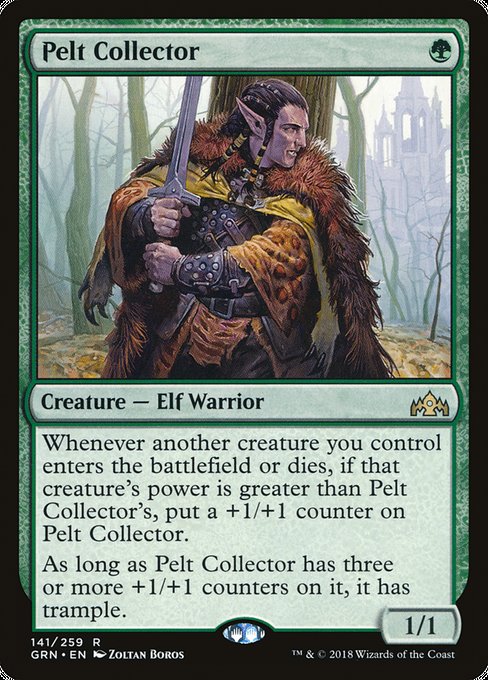 Pelt Collector
Creature — Elf Warrior
Whenever another creature you control
enters the battlefield or dies, if that
creature's power is greater than Pelt
Collector's, put a +1/+1 counter on
Pelt Collector.
As long as Pelt Collector has three
or more +1/+1 counters on it, it has
trample.
1/1
141/259 R
GRN • EN Zoltan Boros
™ & © 2018 Wizards of the Coast